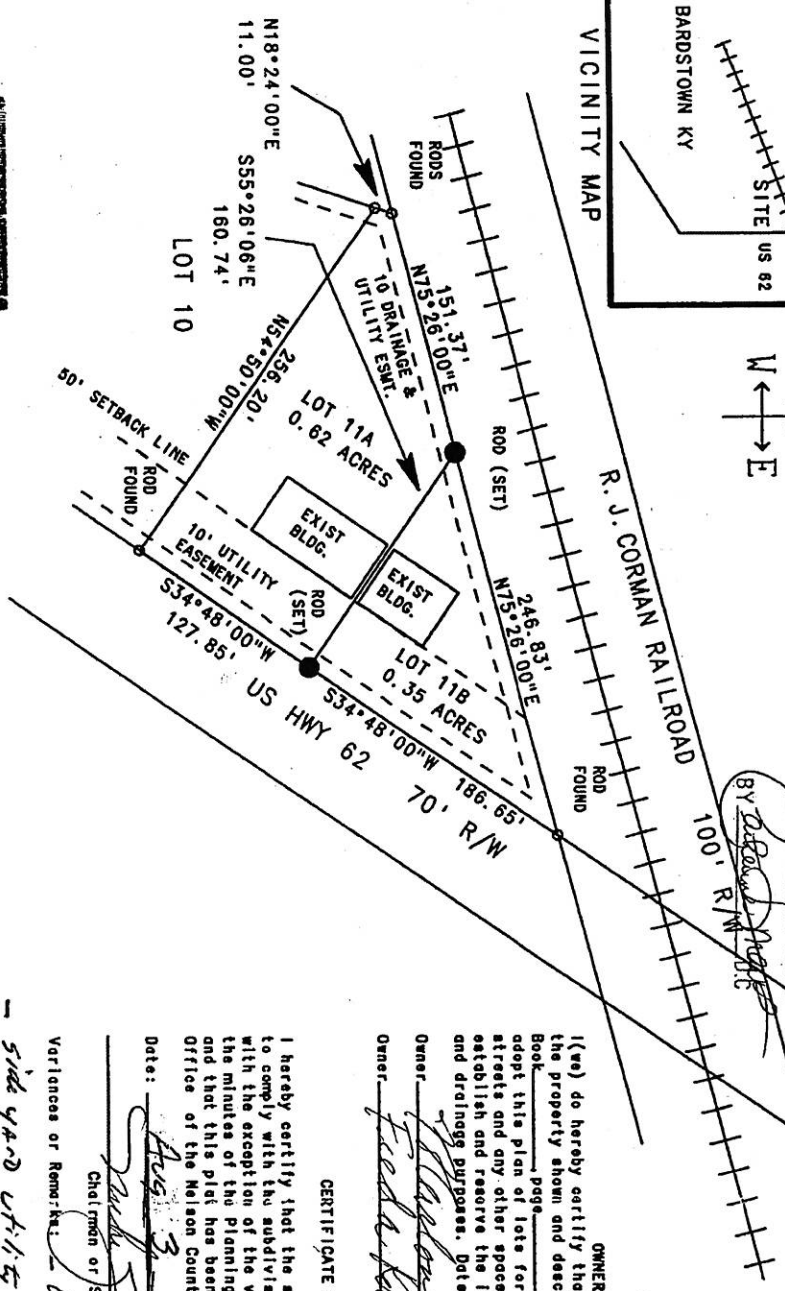 BARDSTOWN KY
SITE
US 62
VICINITY MAP
W
E
R. J. CORMAN RAILROAD
100' R/W
BY
D.C
N18°24'00"E
11.00'
RODS
FOUND
151.37'
N75°26'00"E
10 DRAINAGE &
UTILITY ESMT.
ROD (SET)
246.83'
N75°26'00"E
ROD
FOUND
S55°26'06"E
160.74'
LOT 10
N54°50'00"W
256.20'
LOT 11A
0.62 ACRES
50' SETBACK LINE
ROD
FOUND
EXIST
BLDG.
EXIST
BLDG.
10' UTILITY
EASEMENT
ROD
(SET)
LOT 11B
0.35 ACRES
S34°48'00"W
127.85'
S34°48'00"W 186.65'
US HWY 62 70' R/W
OWNER
I(we) do hereby certify tha
the property shown and desc
Book page
adopt this plan of lots for
streets and any other space
establish and reserve the i
and drainage purposes. Date
Owner
Owner Freeda
CERTIFICATE
I hereby certify that the s
to comply with the subdivis
with the exception of the v
the minutes of the Planning
and that this plat has been
Office of the Nelson Count
Date: Aug 3
Chairman or S
Variances or Remarks:
- side yard utility